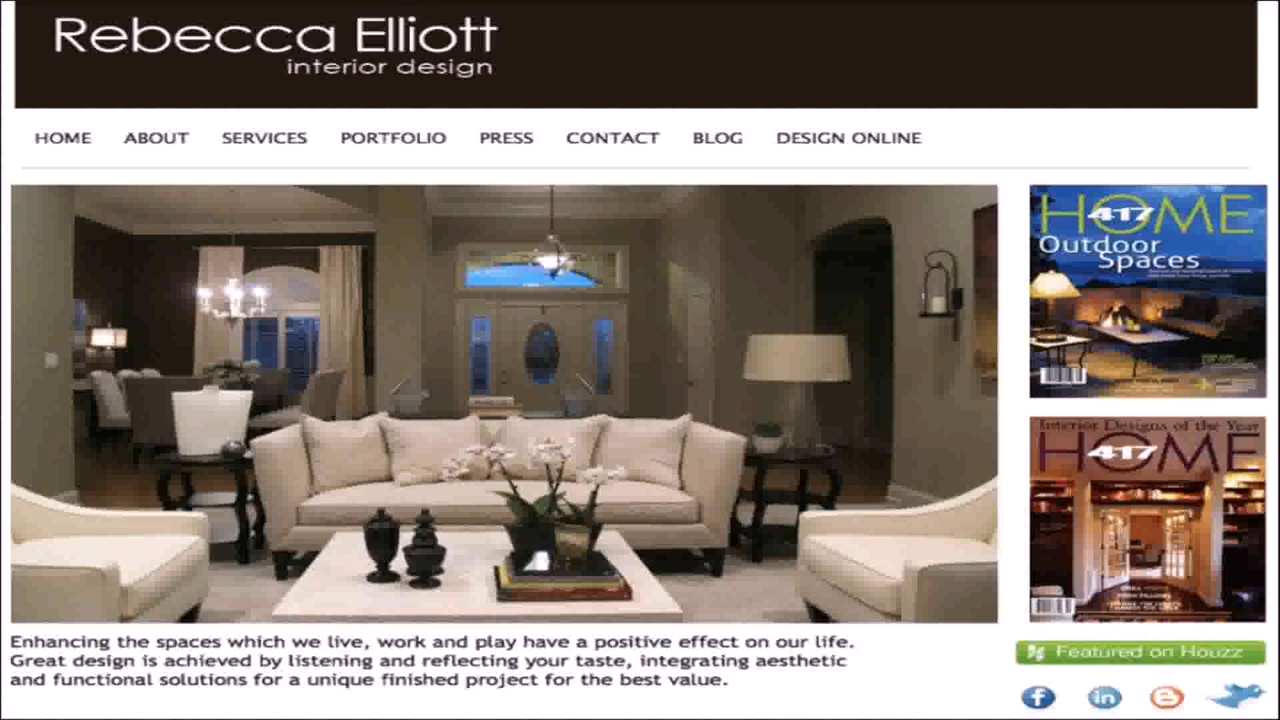 Rebecca Elliott
interior design
HOME ABOUT SERVICES PORTFOLIO PRESS CONTACT BLOG DESIGN ONLINE
HOME
417
Outdoor
Spaces
Interior Designs of the Year
HOME
417
Enhancing the spaces which we live, work and play have a positive effect on our life.
Great design is achieved by listening and reflecting your taste, integrating aesthetic
and functional solutions for a unique finished project for the best value.
Featured on Houzz